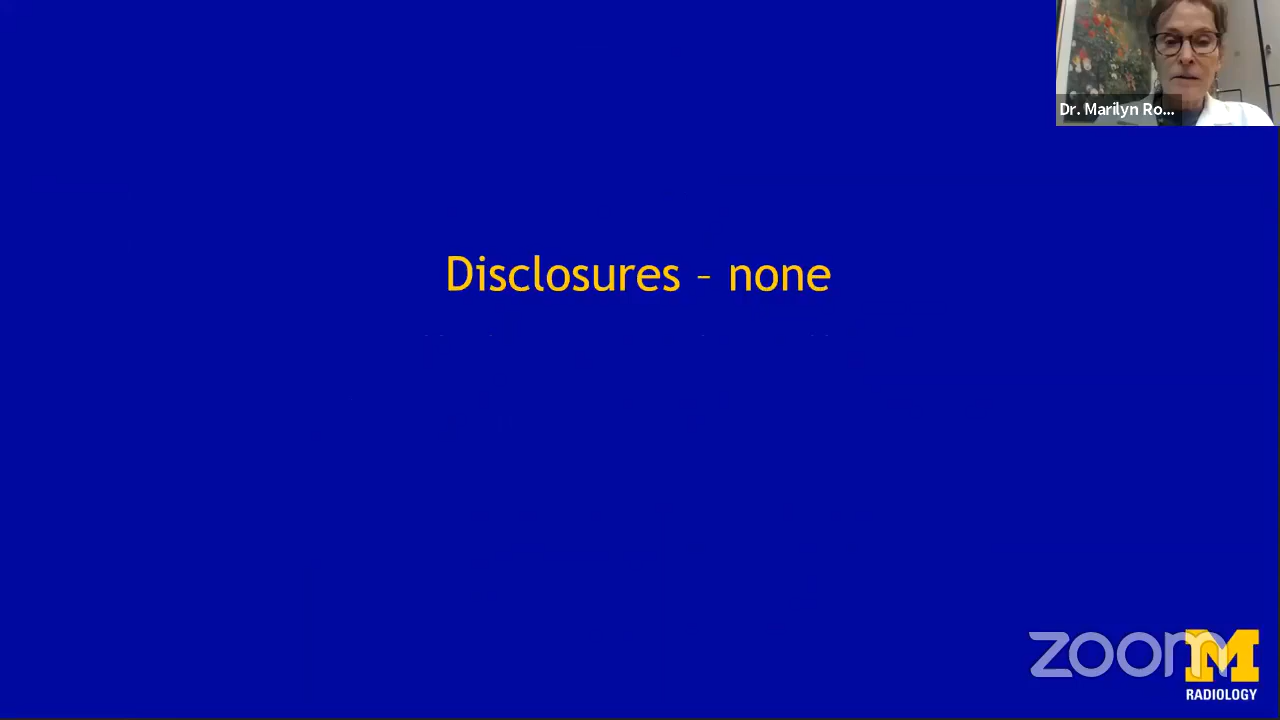 Dr. Marilyn Ro...
Disclosures – none
zoom
M
RADIOLOGY